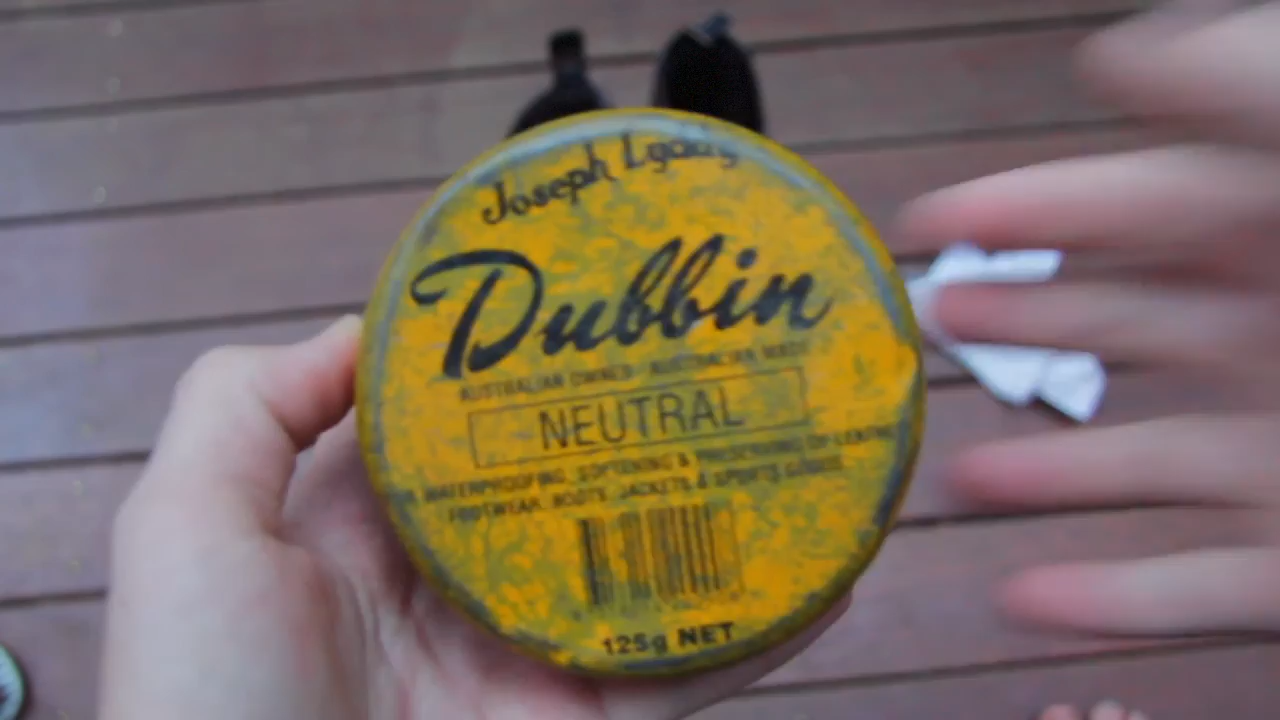 Joseph Lyddy
Dubbin
AUSTRALIAN OWNED - AUSTRALIAN MADE
NEUTRAL
WATERPROOFING, SOFTENING & PRESERVING OF LEATHER
FOOTWEAR, BOOTS, JACKETS & SPORTS GOODS
125g NET